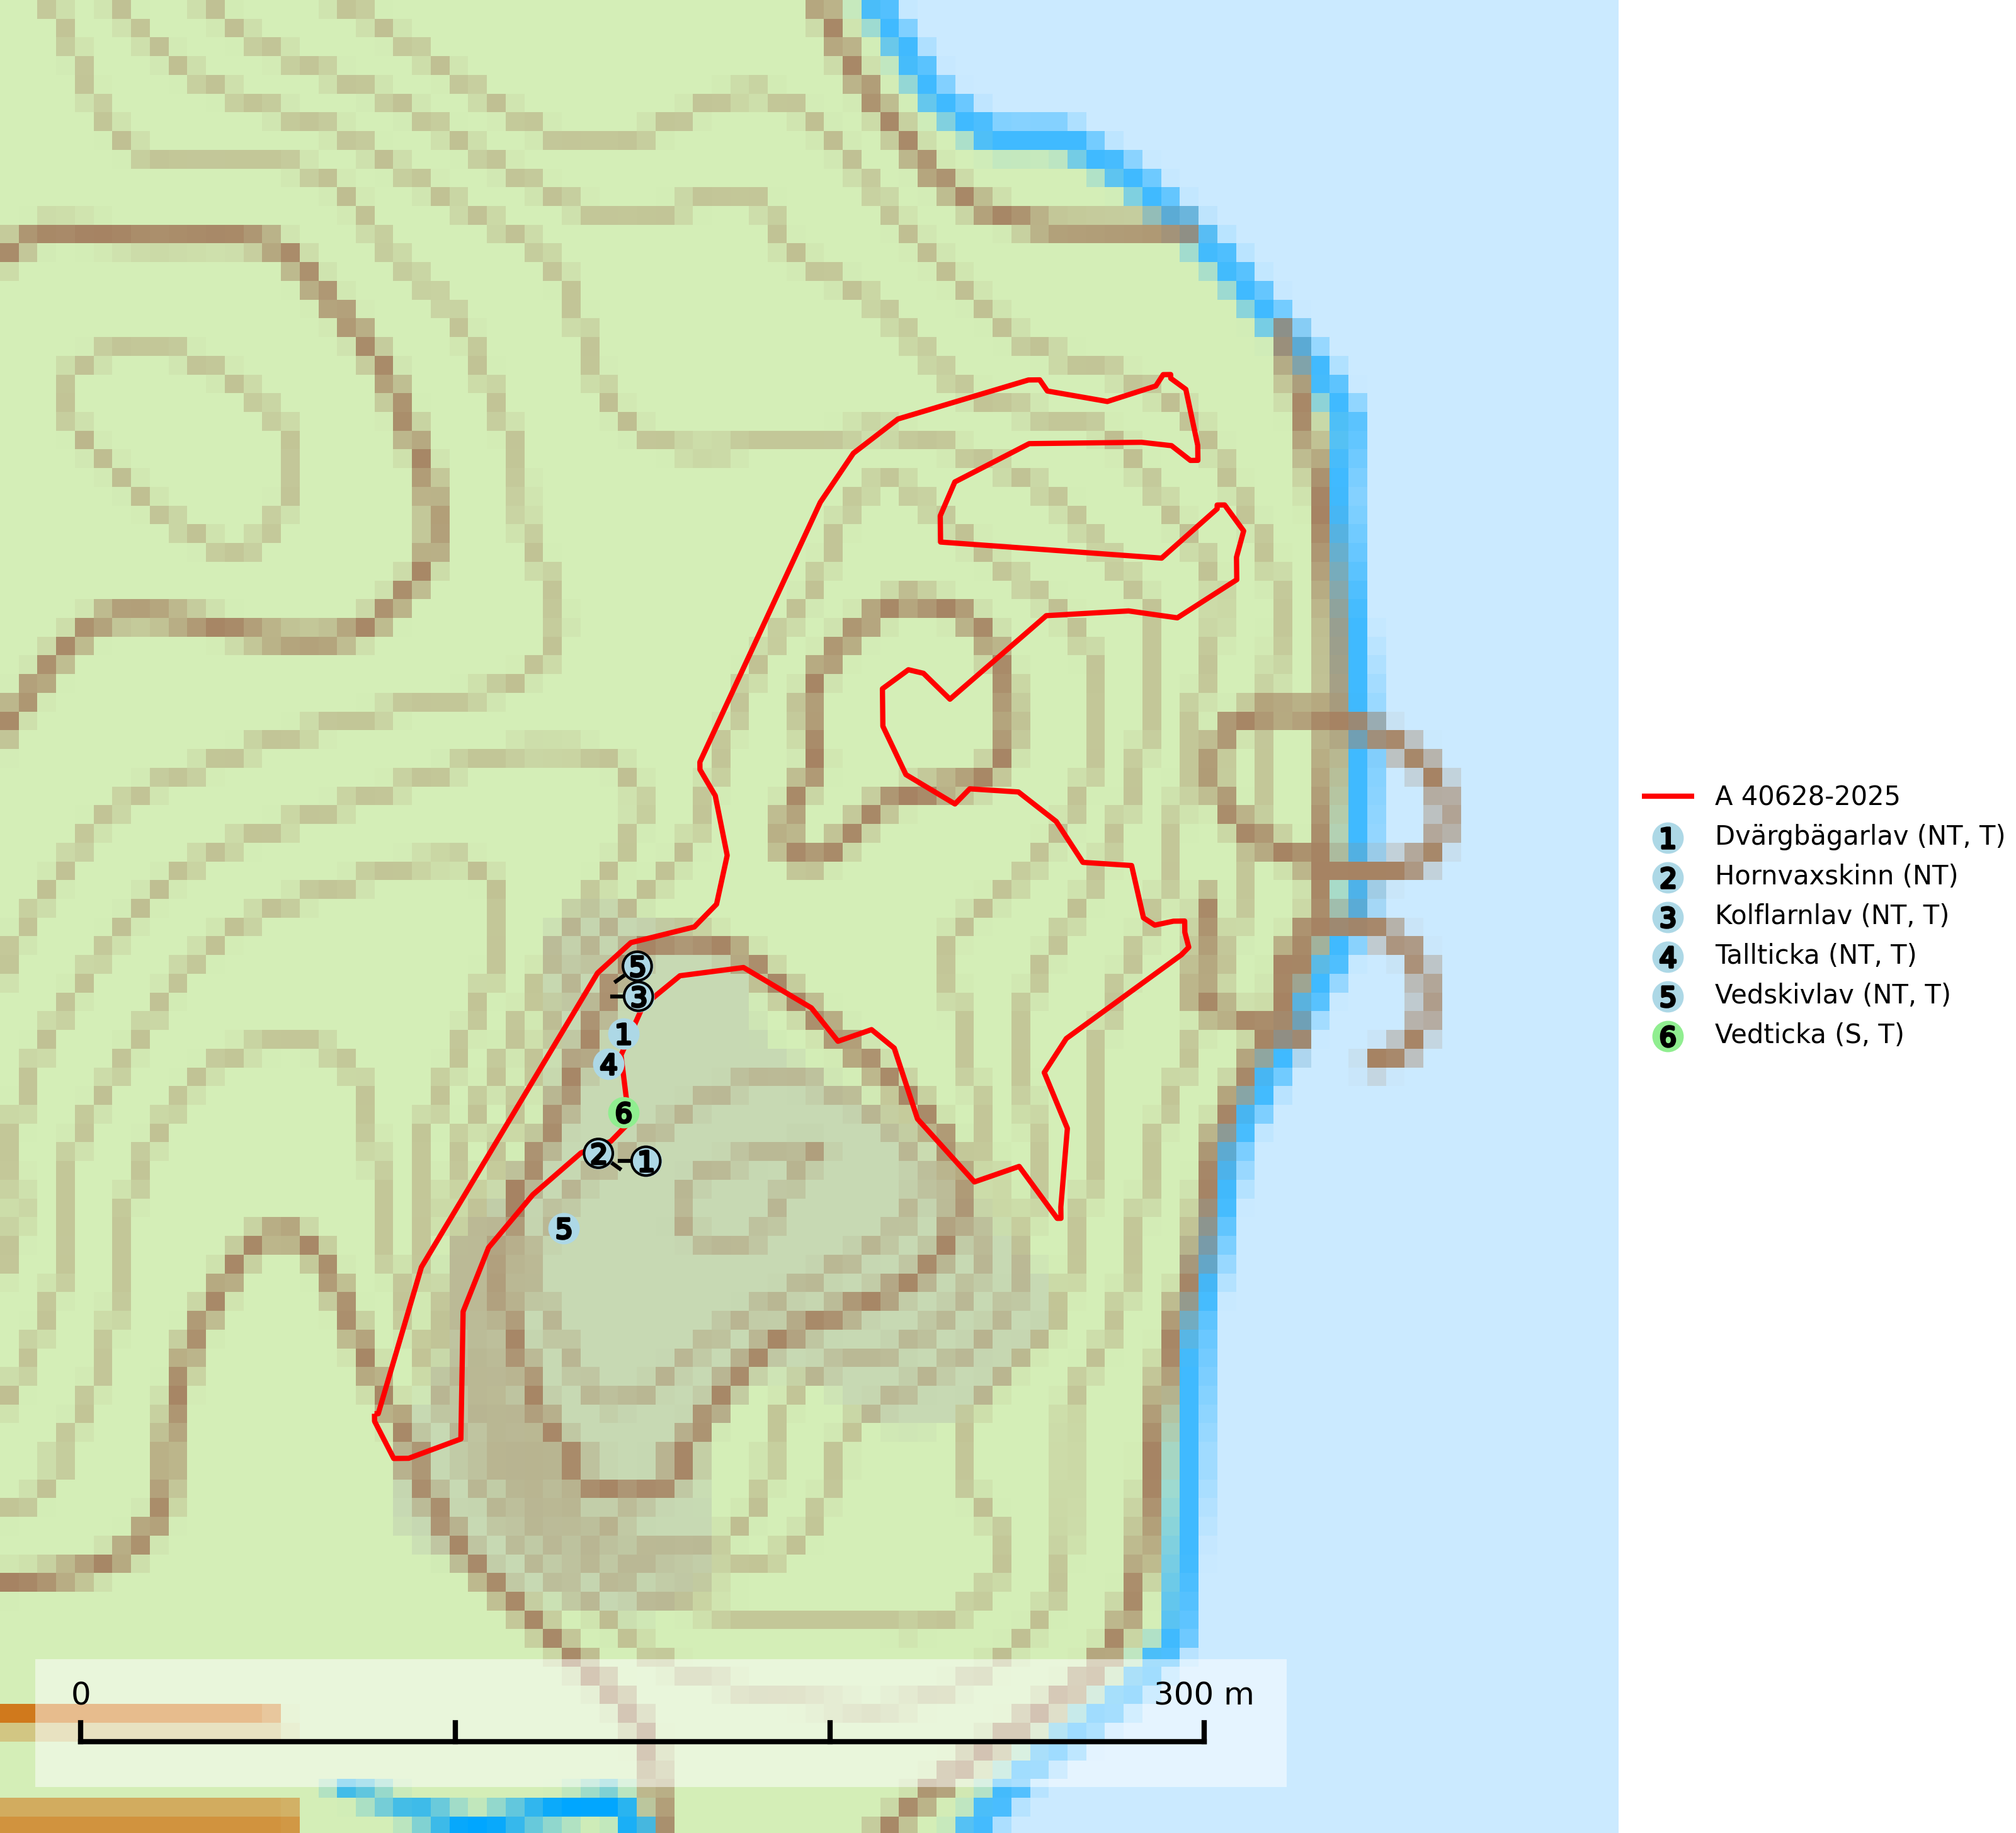 5
3
1
4
6
2 1
5
0 300 m
A 40628-2025
1 Dvärgbägarlav (NT, T)
2 Hornvaxskinn (NT)
3 Kolflarnlav (NT, T)
4 Tallticka (NT, T)
5 Vedskivlav (NT, T)
6 Vedticka (S, T)